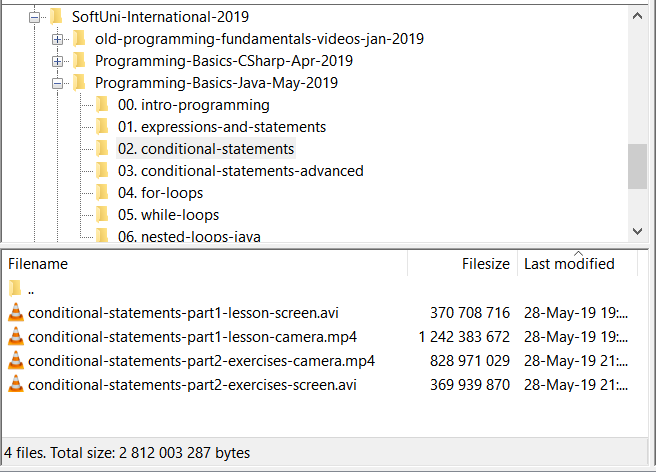 SoftUni-International-2019
old-programming-fundamentals-videos-jan-2019
Programming-Basics-CSharp-Apr-2019
Programming-Basics-Java-May-2019
00. intro-programming
01. expressions-and-statements
02. conditional-statements
03. conditional-statements-advanced
04. for-loops
05. while-loops
06. nested-loops-java
Filename Filesize Last modified
..
conditional-statements-part1-lesson-screen.avi 370 708 716 28-May-19 19:...
conditional-statements-part1-lesson-camera.mp4 1 242 383 672 28-May-19 19:...
conditional-statements-part2-exercises-camera.mp4 828 971 029 28-May-19 21:...
conditional-statements-part2-exercises-screen.avi 369 939 870 28-May-19 21:...
4 files. Total size: 2 812 003 287 bytes